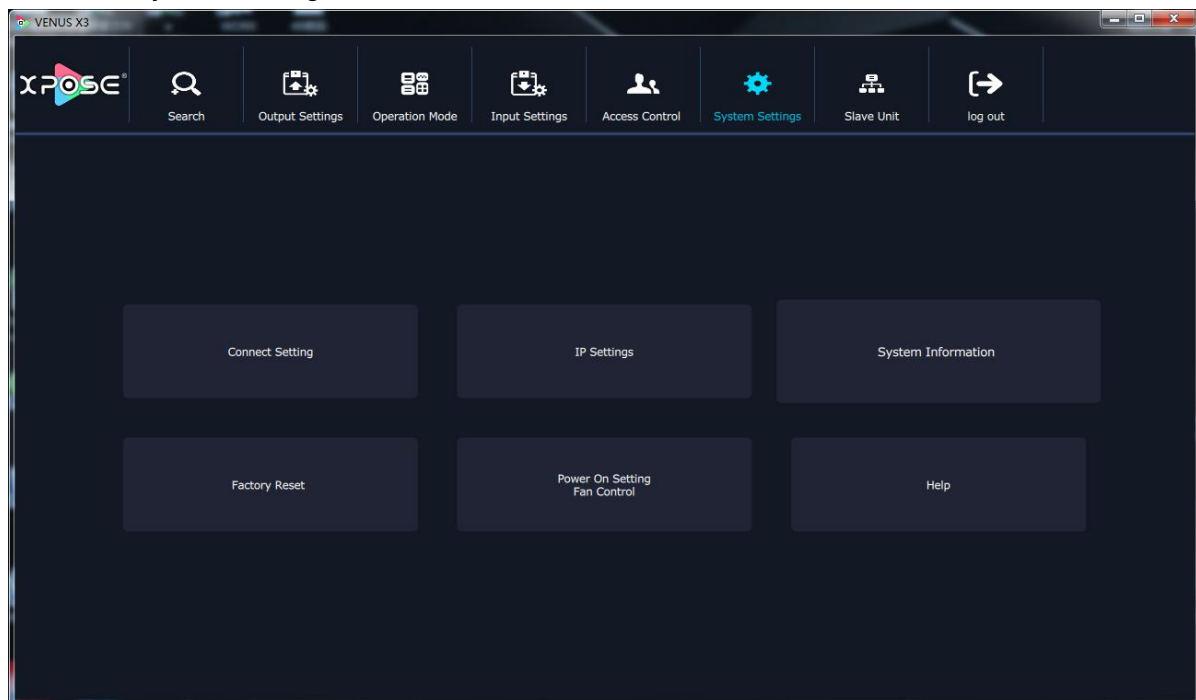 VENUS X3
XPOSE®
Search
Output Settings
Operation Mode
Input Settings
Access Control
System Settings
Slave Unit
log out
Connect Setting
IP Settings
System Information
Factory Reset
Power On Setting
Fan Control
Help